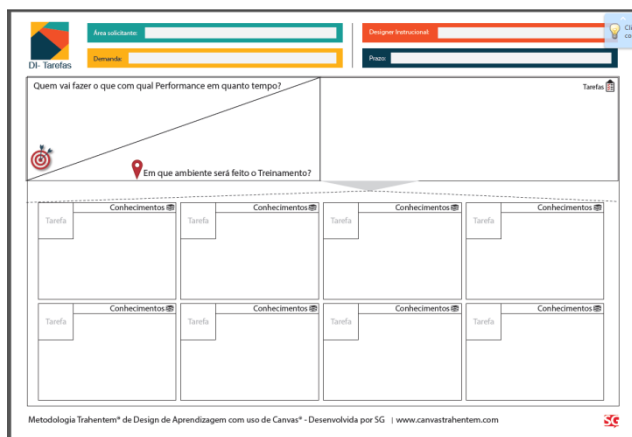 Área solicitante:
Designer Instrucional:
Demanda:
Prazo:
DI- Tarefas
Quem vai fazer o que com qual Performance em quanto tempo?
Tarefas
Em que ambiente será feito o Treinamento?
Conhecimentos
Conhecimentos
Conhecimentos
Conhecimentos
Tarefa
Tarefa
Tarefa
Tarefa
Conhecimentos
Conhecimentos
Conhecimentos
Conhecimentos
Tarefa
Tarefa
Tarefa
Tarefa
Metodologia Trahentem® de Design de Aprendizagem com uso de Canvas® - Desenvolvida por SG | www.canvastrahentem.com
SG